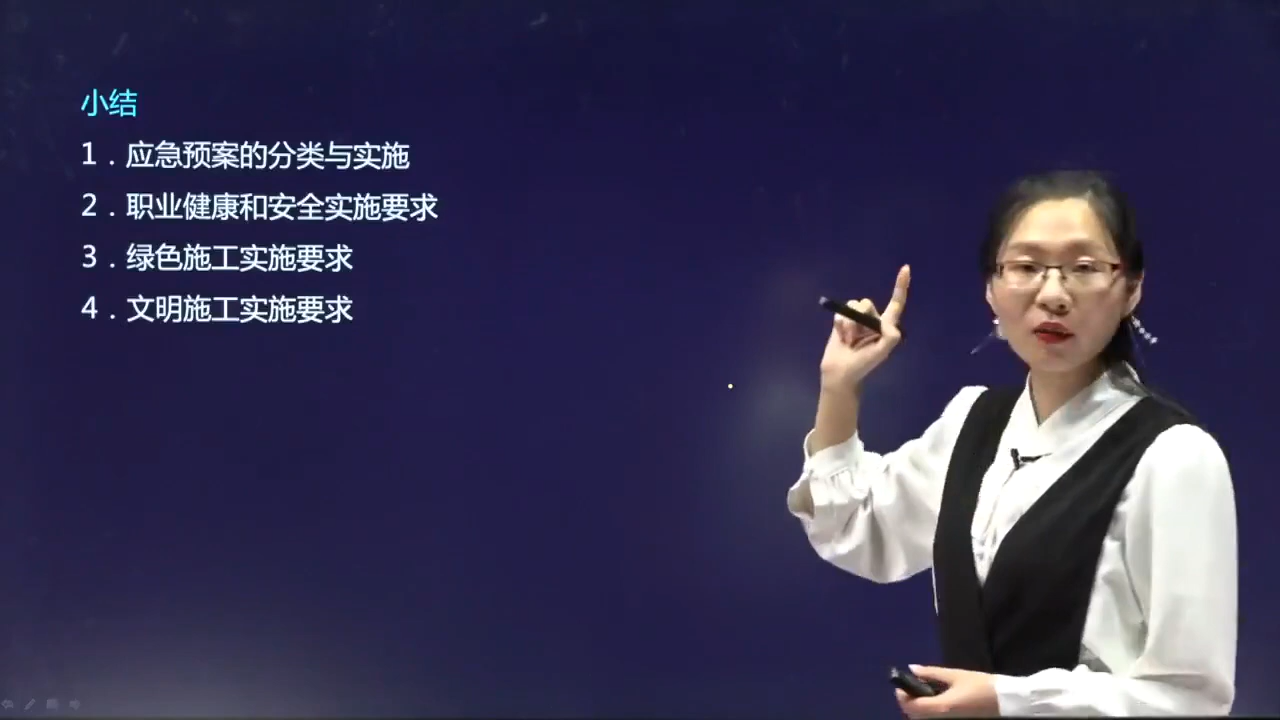 小结
1．应急预案的分类与实施
2．职业健康和安全实施要求
3．绿色施工实施要求
4．文明施工实施要求